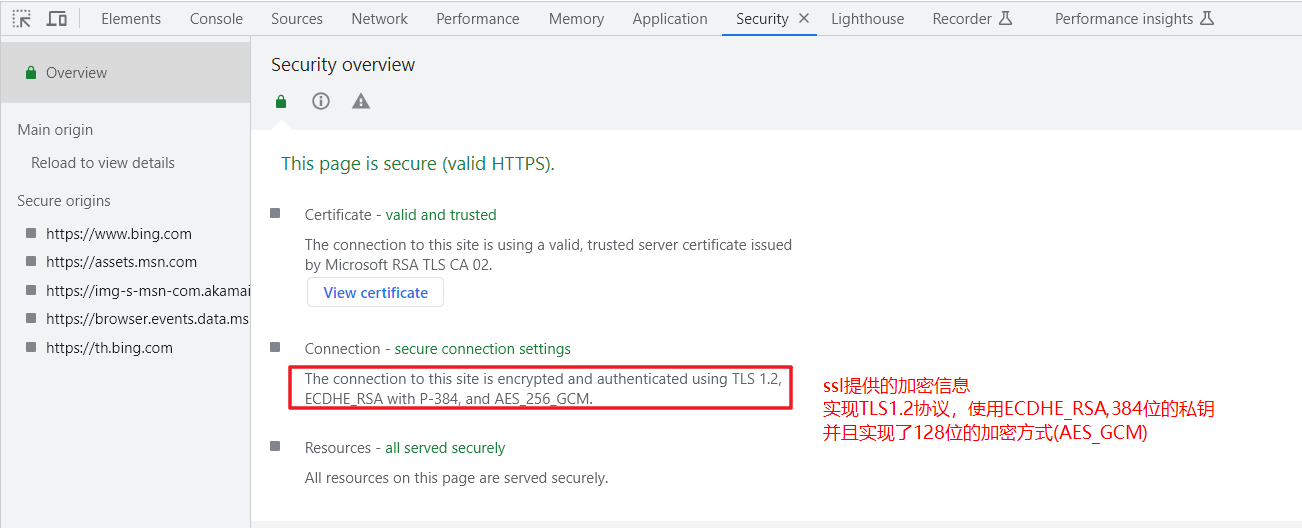 Elements Console Sources Network Performance Memory Application Security Lighthouse Recorder Performance insights
Overview
Main origin
Reload to view details
Secure origins
https://www.bing.com
https://assets.msn.com
https://img-s-msn-com.akamai
https://browser.events.data.ms
https://th.bing.com
Security overview
This page is secure (valid HTTPS).
Certificate - valid and trusted
The connection to this site is using a valid, trusted server certificate issued
by Microsoft RSA TLS CA 02.
View certificate
Connection - secure connection settings
The connection to this site is encrypted and authenticated using TLS 1.2,
ECDHE_RSA with P-384, and AES_256_GCM.
ssl提供的加密信息
实现TLS1.2协议，使用ECDHE_RSA,384位的私钥
并且实现了128位的加密方式(AES_GCM)
Resources - all served securely
All resources on this page are served securely.